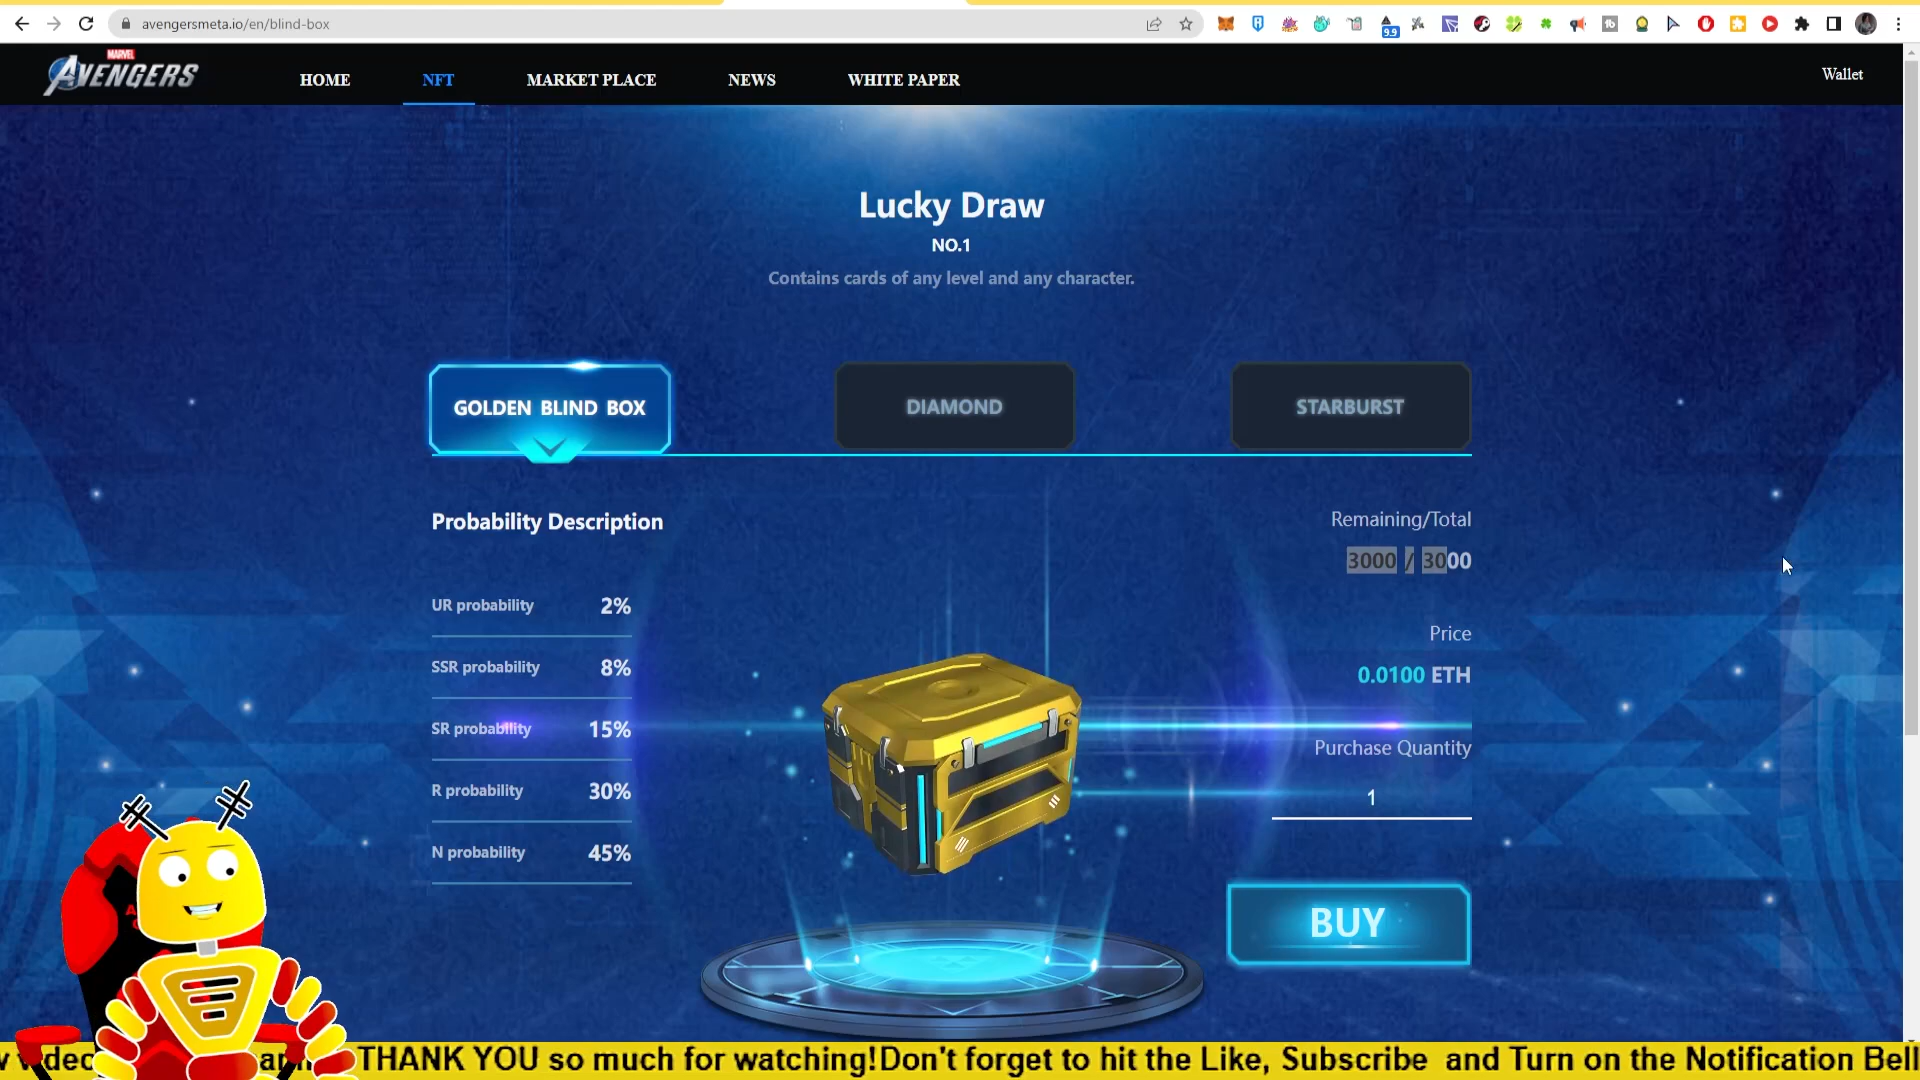 avengersmeta.io/en/blind-box
9.9
MARVEL
AVENGERS
HOME
NFT
MARKET PLACE
NEWS
WHITE PAPER
Wallet
Lucky Draw
NO.1
Contains cards of any level and any character.
GOLDEN BLIND BOX
DIAMOND
STARBURST
Probability Description
UR probability 2%
SSR probability 8%
SR probability 15%
R probability 30%
N probability 45%
Remaining/Total
3000 / 3000
Price
0.0100 ETH
Purchase Quantity
1
BUY
THANK YOU so much for watching!Don't forget to hit the Like, Subscribe and Turn on the Notification Bell